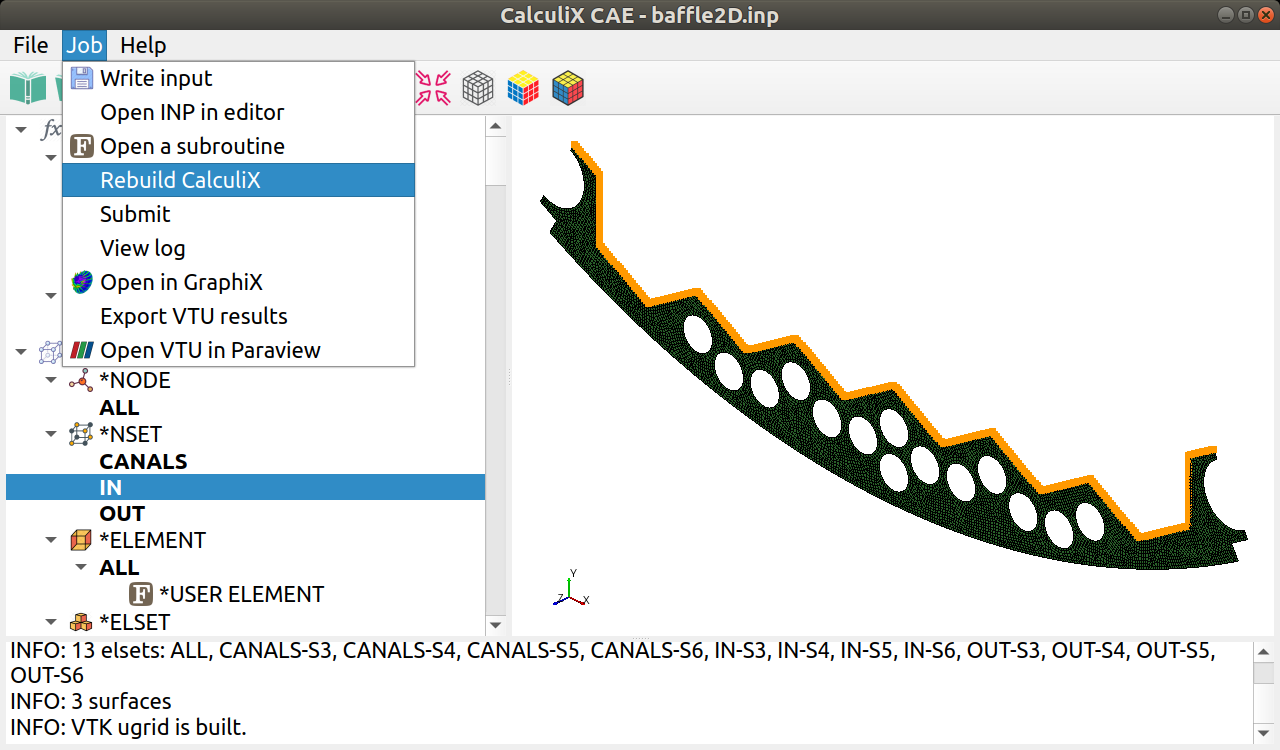 CalculiX CAE - baffle2D.inp
File Job Help
Write input
Open INP in editor
Open a subroutine
Rebuild CalculiX
Submit
View log
Open in GraphiX
Export VTU results
Open VTU in Paraview
fx
*NODE
ALL
*NSET
CANALS
IN
OUT
*ELEMENT
ALL
F *USER ELEMENT
*ELSET
Y
Z X
INFO: 13 elsets: ALL, CANALS-S3, CANALS-S4, CANALS-S5, CANALS-S6, IN-S3, IN-S4, IN-S5, IN-S6, OUT-S3, OUT-S4, OUT-S5,
OUT-S6
INFO: 3 surfaces
INFO: VTK ugrid is built.